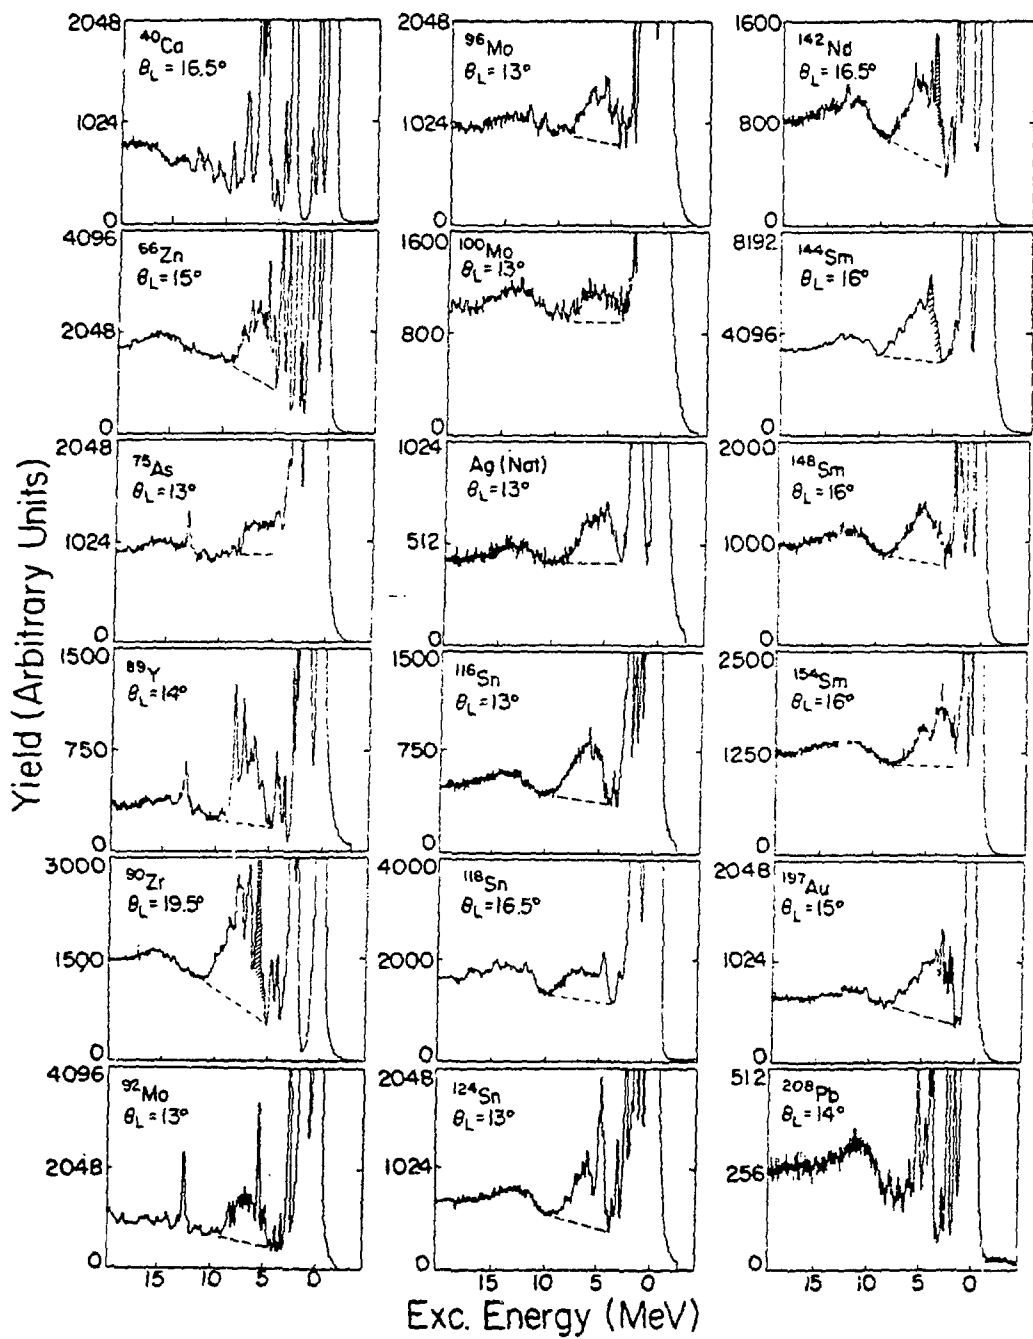 Yield (Arbitrary Units)
2048
1024
0
⁴⁰Ca
θL = 16.5°
2048
1024
0
⁹⁶Mo
θL = 13°
1600
800
0
¹⁴²Nd
θL = 16.5°
4096
2048
0
⁶⁶Zn
θL = 15°
1600
800
0
¹⁰⁰Mo
θL = 13°
8192
4096
0
¹⁴⁴Sm
θL = 16°
2048
1024
0
⁷⁵As
θL = 13°
1024
512
0
Ag (Nat)
θL = 13°
2000
1000
0
¹⁴⁸Sm
θL = 16°
1500
750
0
⁸⁹Y
θL = 14°
1500
750
0
¹¹⁶Sn
θL = 13°
2500
1250
0
¹⁵⁴Sm
θL = 16°
3000
1500
0
⁹⁰Zr
θL = 19.5°
4000
2000
0
¹¹⁸Sn
θL = 16.5°
2048
1024
0
¹⁹⁷Au
θL = 15°
4096
2048
0
⁹²Mo
θL = 13°
2048
1024
0
¹²⁴Sn
θL = 13°
512
256
0
²⁰⁸Pb
θL = 14°
15 10 5 0
15 10 5 0
15 10 5 0
Exc. Energy (MeV)